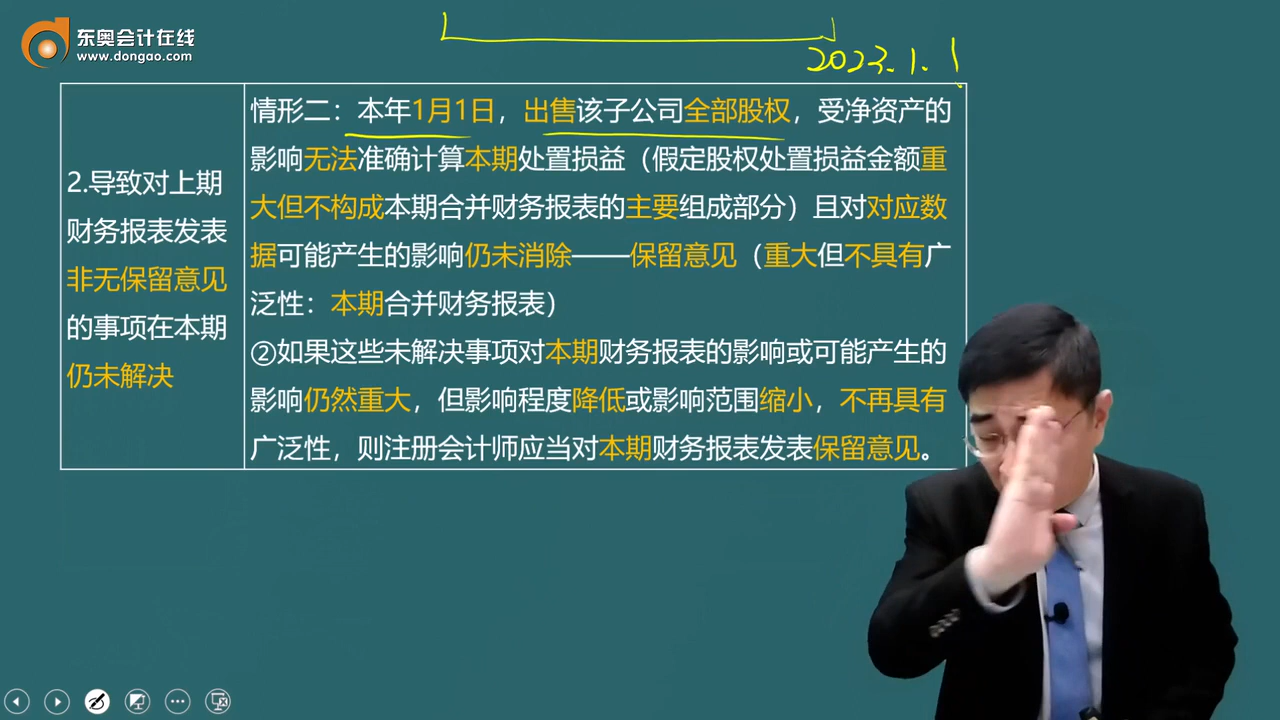 东奥会计在线
www.dongao.com
2023.1.1
2.导致对上期
财务报表发表
非无保留意见
的事项在本期
仍未解决
情形二：本年1月1日，出售该子公司全部股权，受净资产的
影响无法准确计算本期处置损益（假定股权处置损益金额重
大但不构成本期合并财务报表的主要组成部分）且对对应数
据可能产生的影响仍未消除——保留意见（重大但不具有广
泛性：本期合并财务报表）
②如果这些未解决事项对本期财务报表的影响或可能产生的
影响仍然重大，但影响程度降低或影响范围缩小，不再具有
广泛性，则注册会计师应当对本期财务报表发表保留意见。